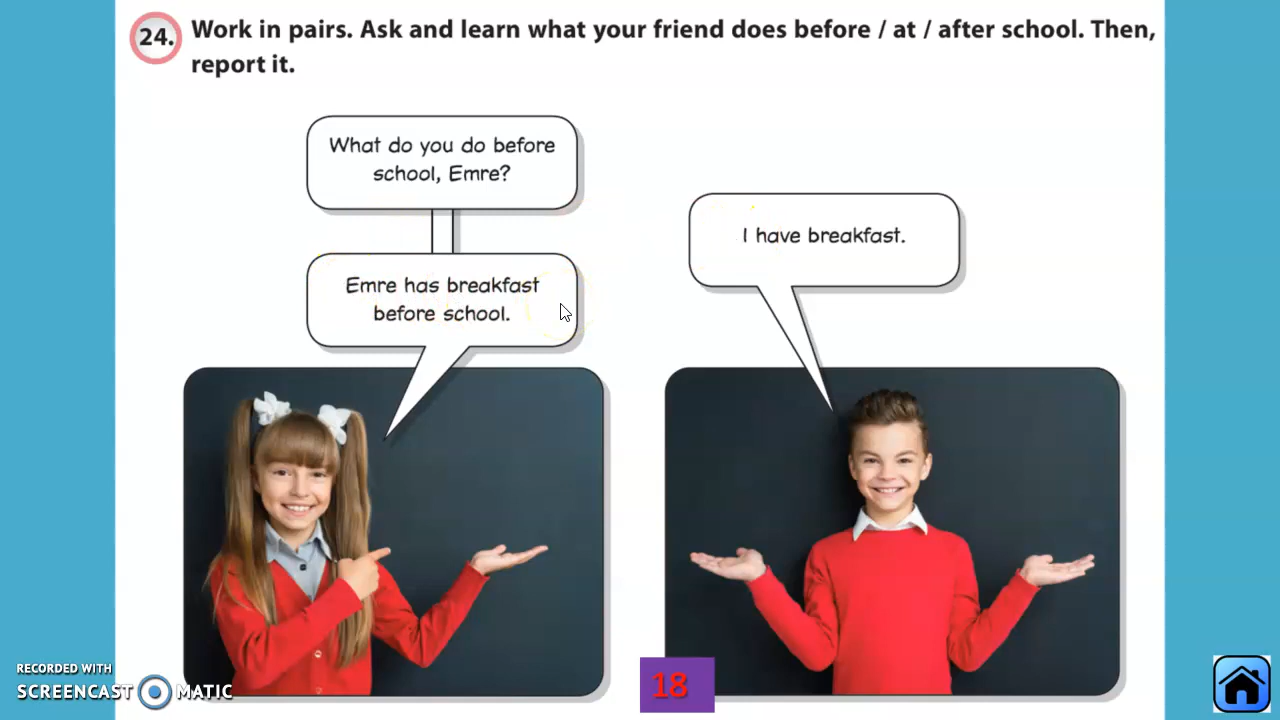 24. Work in pairs. Ask and learn what your friend does before / at / after school. Then,
report it.
What do you do before
school, Emre?
I have breakfast.
Emre has breakfast
before school.
RECORDED WITH
SCREENCAST MATIC
18